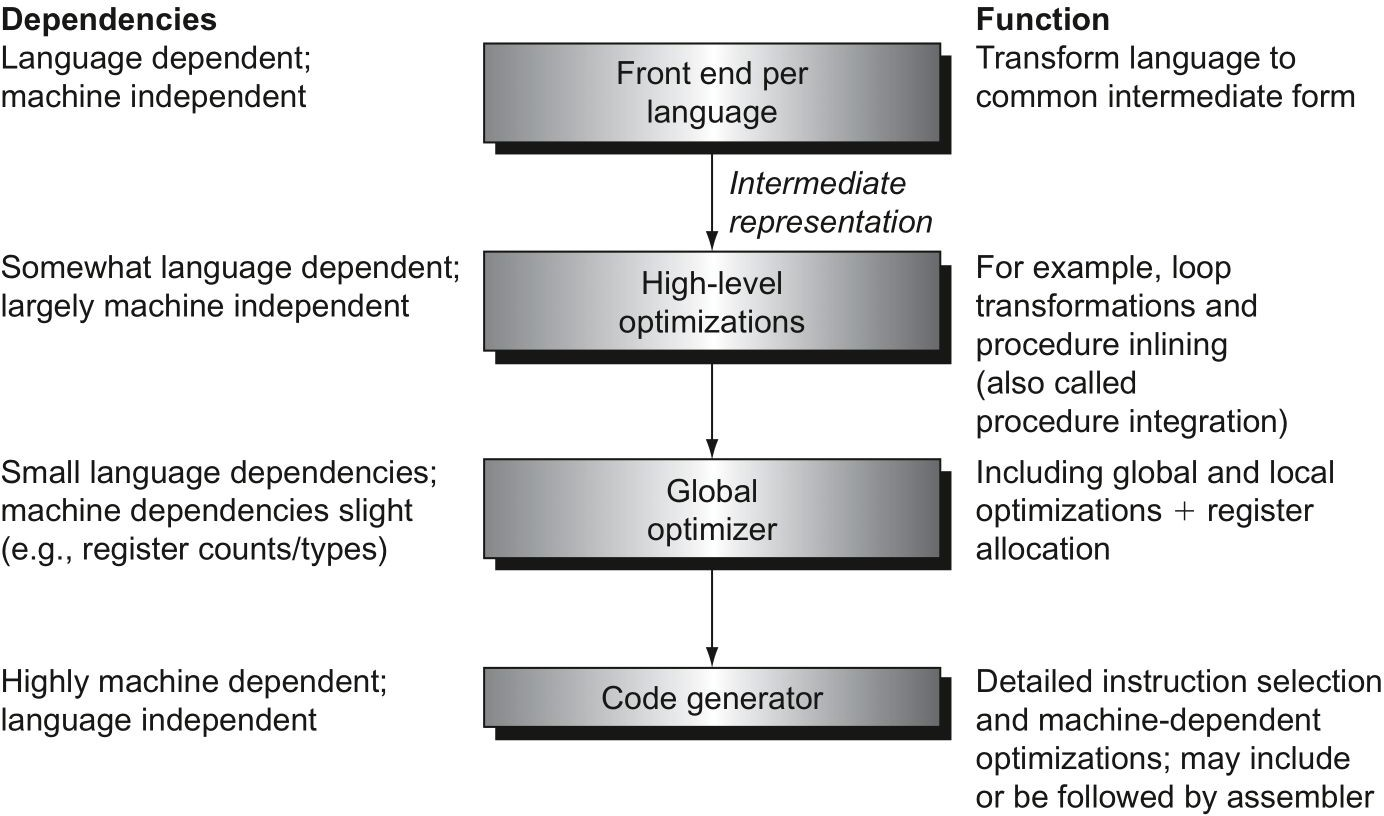 Dependencies
Language dependent;
machine independent
Front end per
language
Function
Transform language to
common intermediate form
Intermediate
representation
Somewhat language dependent;
largely machine independent
High-level
optimizations
For example, loop
transformations and
procedure inlining
(also called
procedure integration)
Small language dependencies;
machine dependencies slight
(e.g., register counts/types)
Global
optimizer
Including global and local
optimizations + register
allocation
Highly machine dependent;
language independent
Code generator
Detailed instruction selection
and machine-dependent
optimizations; may include
or be followed by assembler